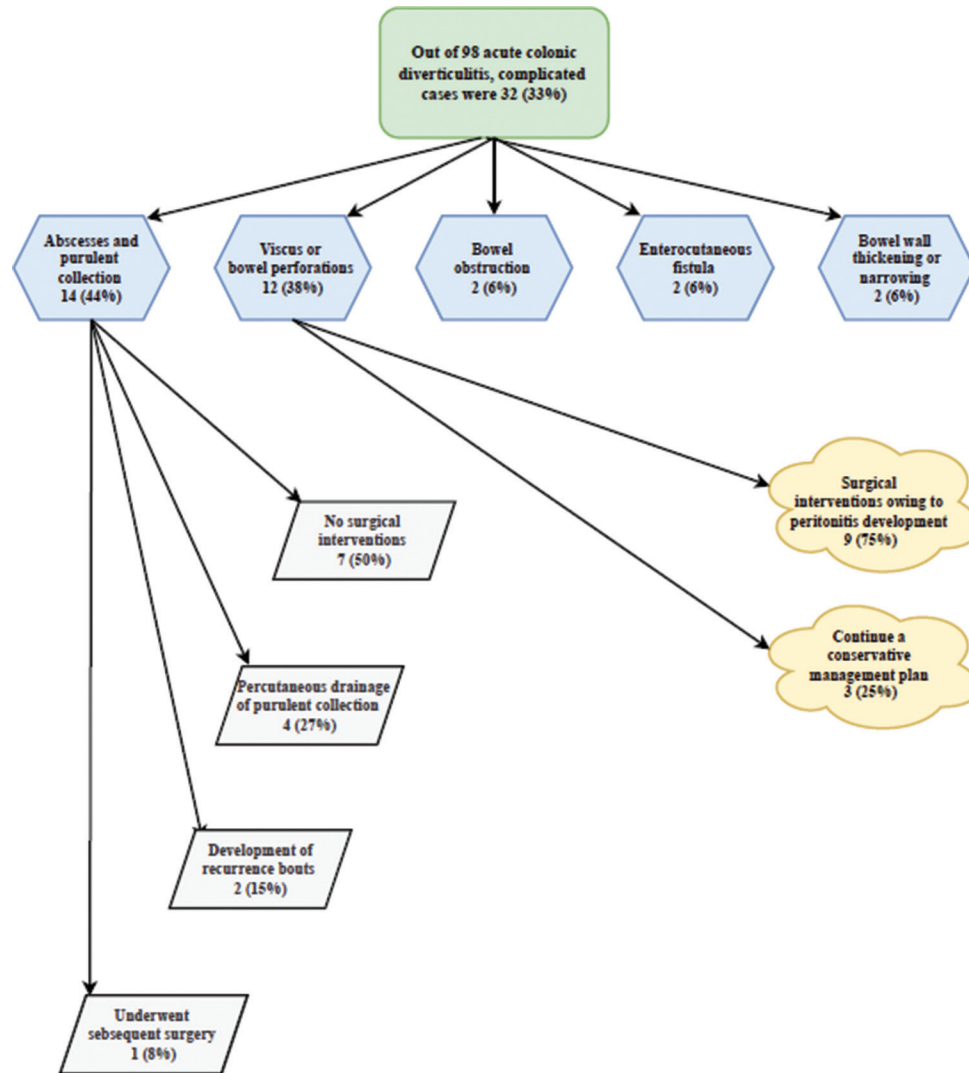 Out of 98 acute colonic
diverticulitis, complicated
cases were 32 (33%)
Abscesses and
purulent
collection
14 (44%)
Viscus or
bowel perforations
12 (38%)
Bowel
obstruction
2 (6%)
Enterocutaneous
fistula
2 (6%)
Bowel wall
thickening or
narrowing
2 (6%)
Surgical
interventions owing to
peritonitis development
9 (75%)
No surgical
interventions
7 (50%)
Continue a
conservative
management plan
3 (25%)
Percutaneous drainage
of purulent collection
4 (27%)
Development of
recurrence bouts
2 (15%)
Underwent
sebsequent surgery
1 (8%)